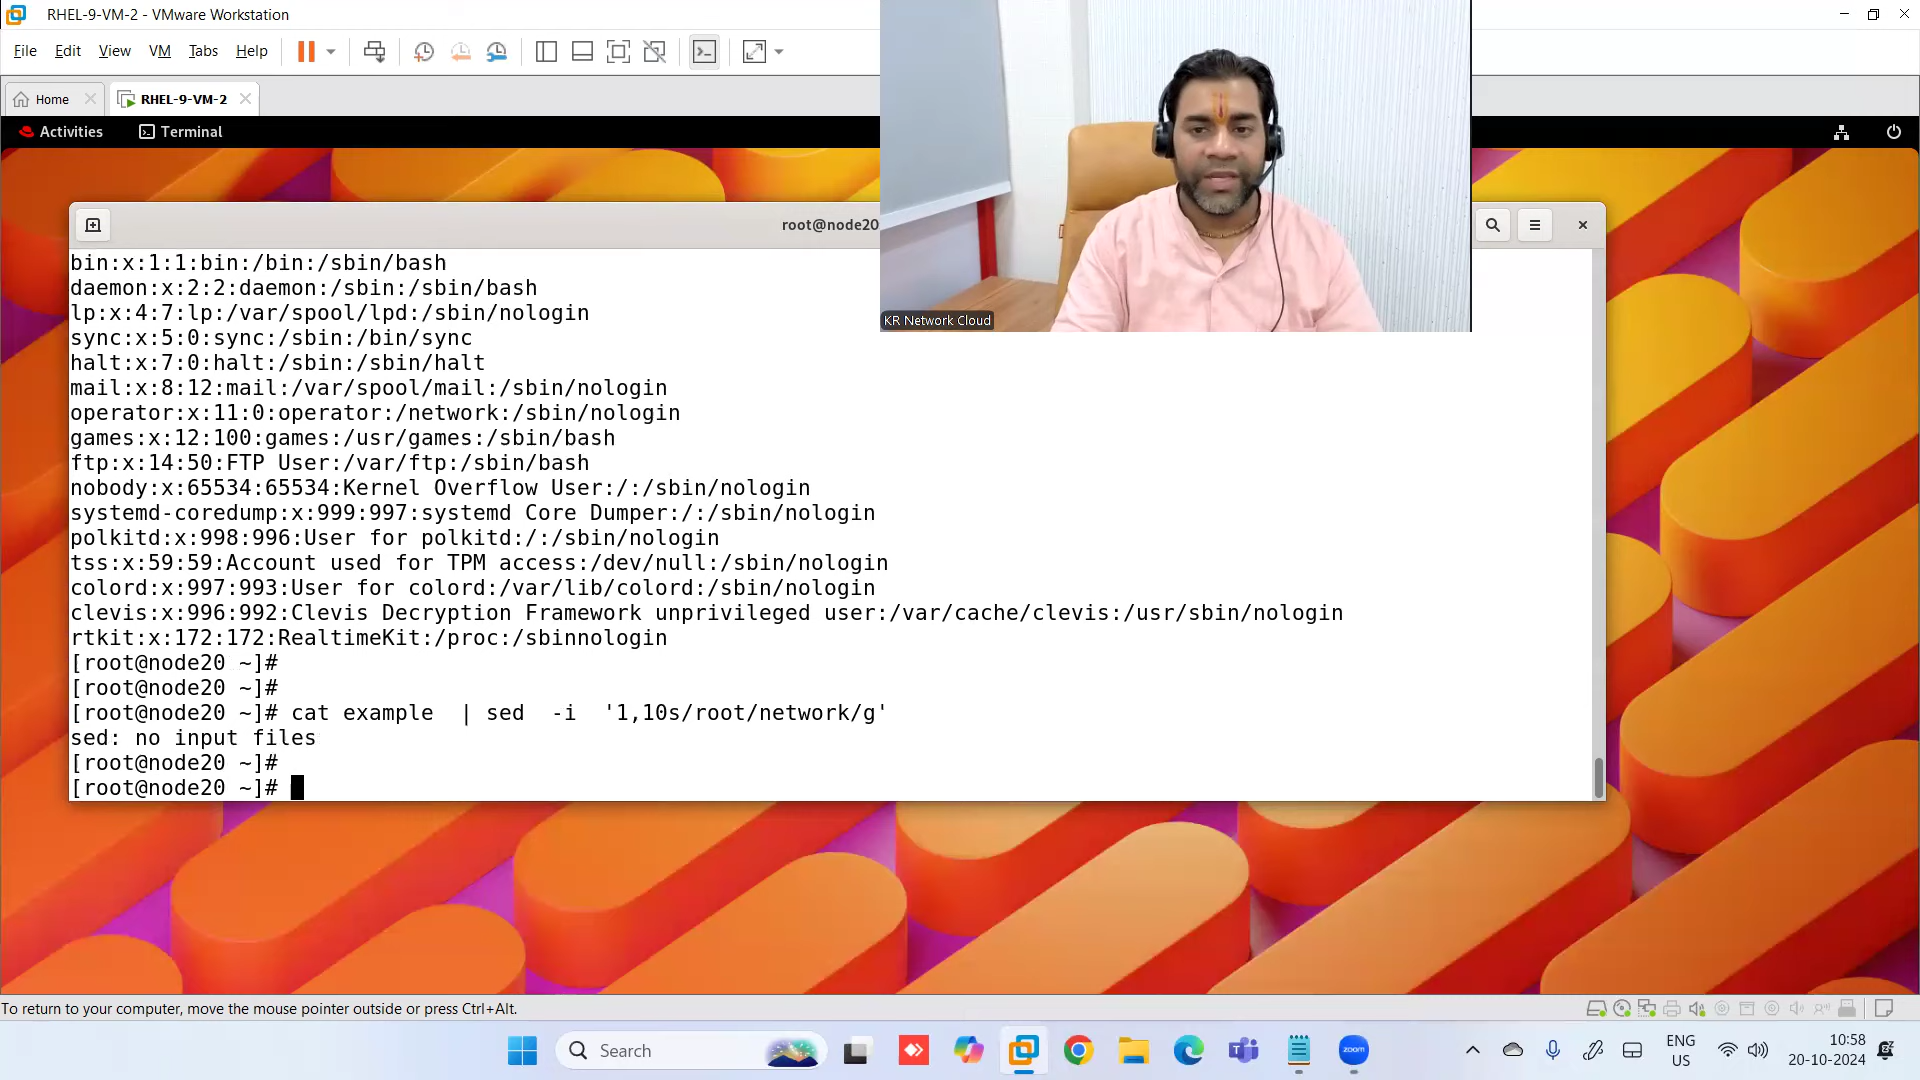 RHEL-9-VM-2 - VMware Workstation
File Edit View VM Tabs Help
Home RHEL-9-VM-2
Activities Terminal
root@node20
bin:x:1:1:bin:/bin:/sbin/bash
daemon:x:2:2:daemon:/sbin:/sbin/bash
lp:x:4:7:lp:/var/spool/lpd:/sbin/nologin
sync:x:5:0:sync:/sbin:/bin/sync
halt:x:7:0:halt:/sbin:/sbin/halt
mail:x:8:12:mail:/var/spool/mail:/sbin/nologin
operator:x:11:0:operator:/network:/sbin/nologin
games:x:12:100:games:/usr/games:/sbin/bash
ftp:x:14:50:FTP User:/var/ftp:/sbin/bash
nobody:x:65534:65534:Kernel Overflow User:/:/sbin/nologin
systemd-coredump:x:999:997:systemd Core Dumper:/:/sbin/nologin
polkitd:x:998:996:User for polkitd:/:/sbin/nologin
tss:x:59:59:Account used for TPM access:/dev/null:/sbin/nologin
colord:x:997:993:User for colord:/var/lib/colord:/sbin/nologin
clevis:x:996:992:Clevis Decryption Framework unprivileged user:/var/cache/clevis:/usr/sbin/nologin
rtkit:x:172:172:RealtimeKit:/proc:/sbinnologin
[root@node20 ~]#
[root@node20 ~]#
[root@node20 ~]# cat example  | sed  -i  '1,10s/root/network/g'
sed: no input files
[root@node20 ~]#
[root@node20 ~]#
KR Network Cloud
To return to your computer, move the mouse pointer outside or press Ctrl+Alt.
Search
zoom
ENG
US
10:58
20-10-2024